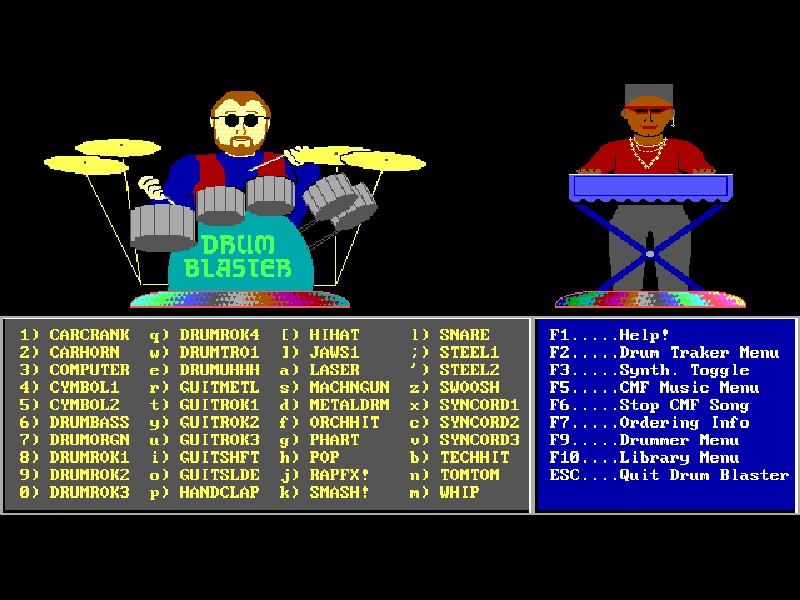 DRUM
BLASTER
1) CARCRANK q) DRUMROK4 [) HIHAT l) SNARE
2) CARHORN w) DRUMTRO1 ]) JAWS1 ;) STEEL1
3) COMPUTER e) DRUMUHHH a) LASER ') STEEL2
4) CYMBOL1 r) GUITMETL s) MACHNGUN z) SWOOSH
5) CYMBOL2 t) GUITROK1 d) METALDRM x) SYNCORD1
6) DRUMBASS y) GUITROK2 f) ORCHHIT c) SYNCORD2
7) DRUMORGN u) GUITROK3 g) PHART v) SYNCORD3
8) DRUMROK1 i) GUITSHFT h) POP b) TECHHIT
9) DRUMROK2 o) GUITSLDE j) RAPFX! n) TOMTOM
0) DRUMROK3 p) HANDCLAP k) SMASH! m) WHIP
F1.....Help!
F2.....Drum Traker Menu
F3.....Synth. Toggle
F5.....CMF Music Menu
F6.....Stop CMF Song
F7.....Ordering Info
F9.....Drummer Menu
F10....Library Menu
ESC....Quit Drum Blaster